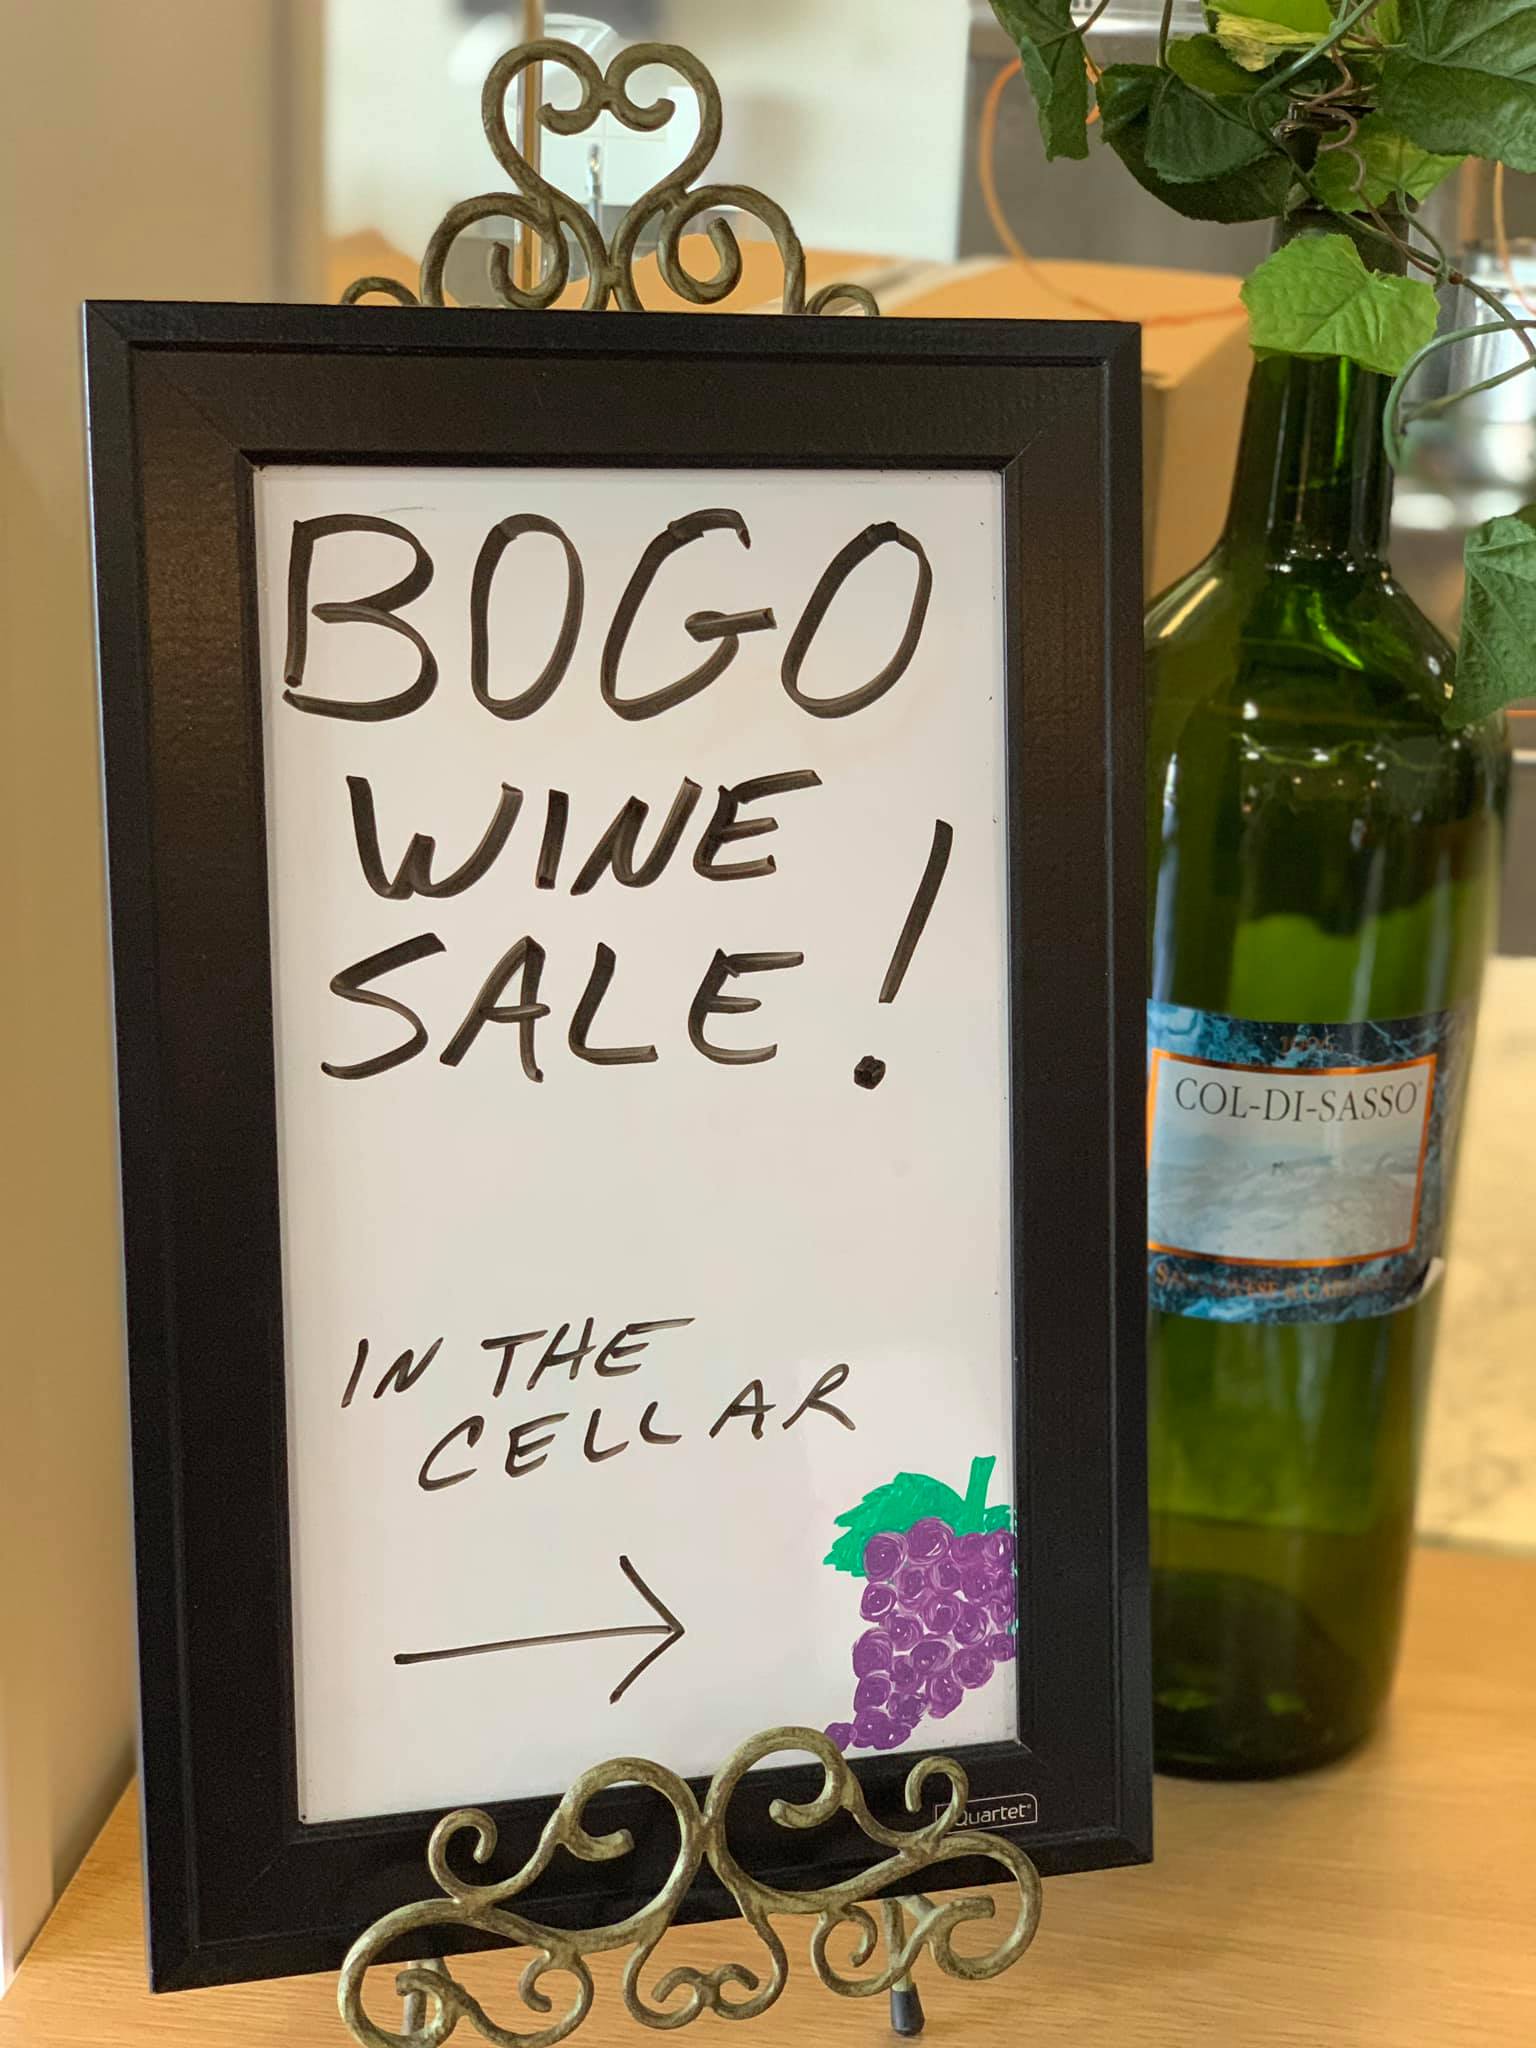 BOGO
WINE
SALE!
IN THE
CELLAR
Quartet
COL-DI-SASSO